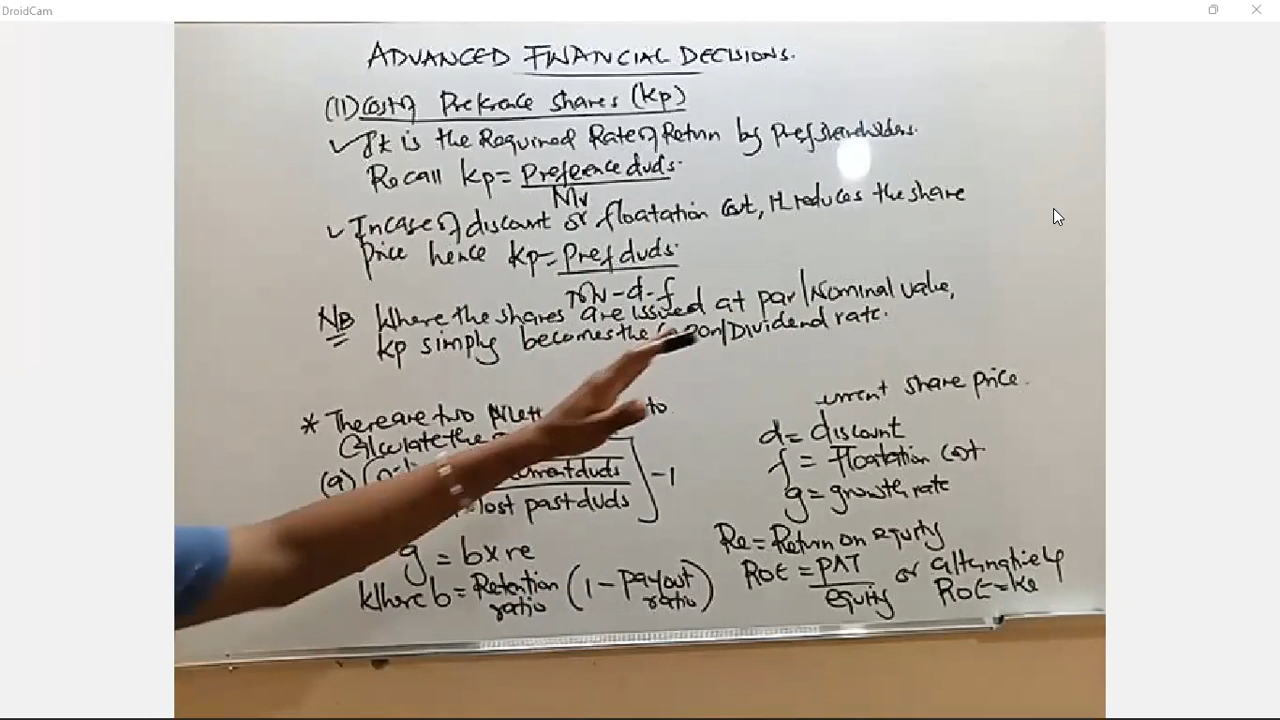 DroidCam
ADVANCED FINANCIAL DECISIONS.
(11) Cost of Preference shares (kp)
✓ It is the Required Rate of Return by Pref shareholders.
Recall kp = Preference divds.
Mv
✓ Incase of discount or floatation cost, it reduces the share
price hence kp = Pref divds.
Mv - d - f
NB Where the shares are issued at par/Nominal value,
kp simply becomes the /Dividend rate.
* There are two to
Calculate the
(a) current divds - 1
lost past divds
g = b x re
Where b = Retention ratio (1 - payout ratio)
current share price.
d = discount
f = floatation cost
g = growth rate
Re = Return on equity
ROE = PAT or alternatively
equity ROE = ke